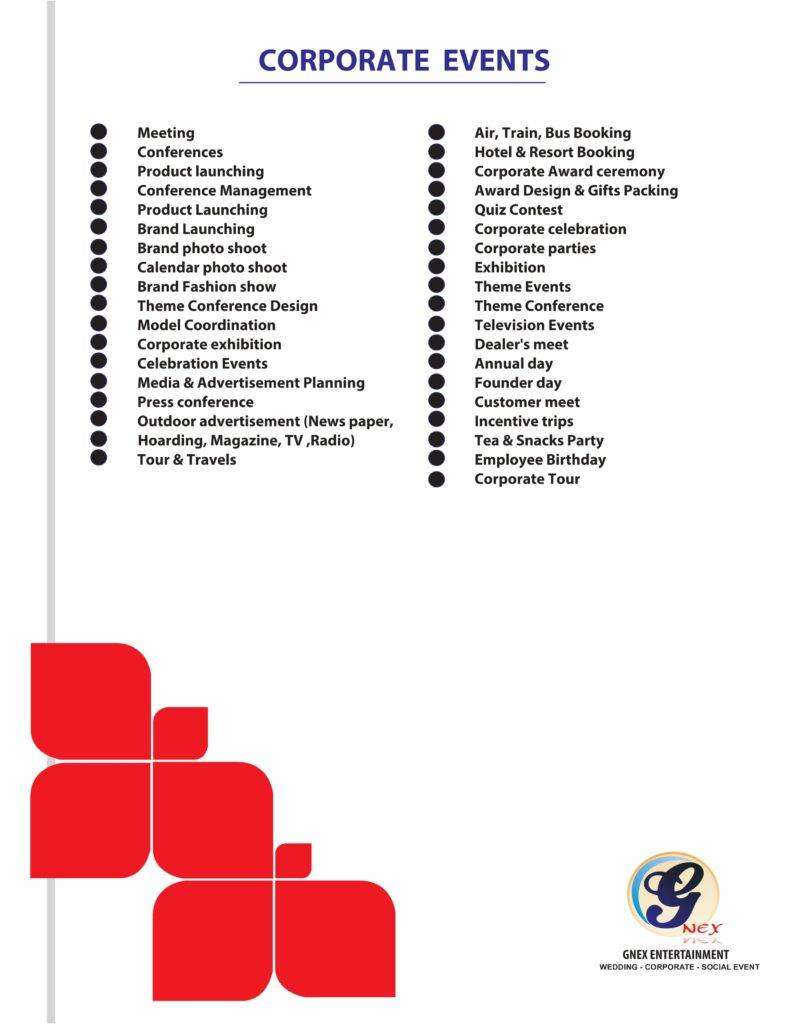 CORPORATE EVENTS
Meeting
Conferences
Product launching
Conference Management
Product Launching
Brand Launching
Brand photo shoot
Calendar photo shoot
Brand Fashion show
Theme Conference Design
Model Coordination
Corporate exhibition
Celebration Events
Media & Advertisement Planning
Press conference
Outdoor advertisement (News paper,
Hoarding, Magazine, TV ,Radio)
Tour & Travels
Air, Train, Bus Booking
Hotel & Resort Booking
Corporate Award ceremony
Award Design & Gifts Packing
Quiz Contest
Corporate celebration
Corporate parties
Exhibition
Theme Events
Theme Conference
Television Events
Dealer's meet
Annual day
Founder day
Customer meet
Incentive trips
Tea & Snacks Party
Employee Birthday
Corporate Tour
G
NEX
GNEX ENTERTAINMENT
WEDDING - CORPORATE - SOCIAL EVENT